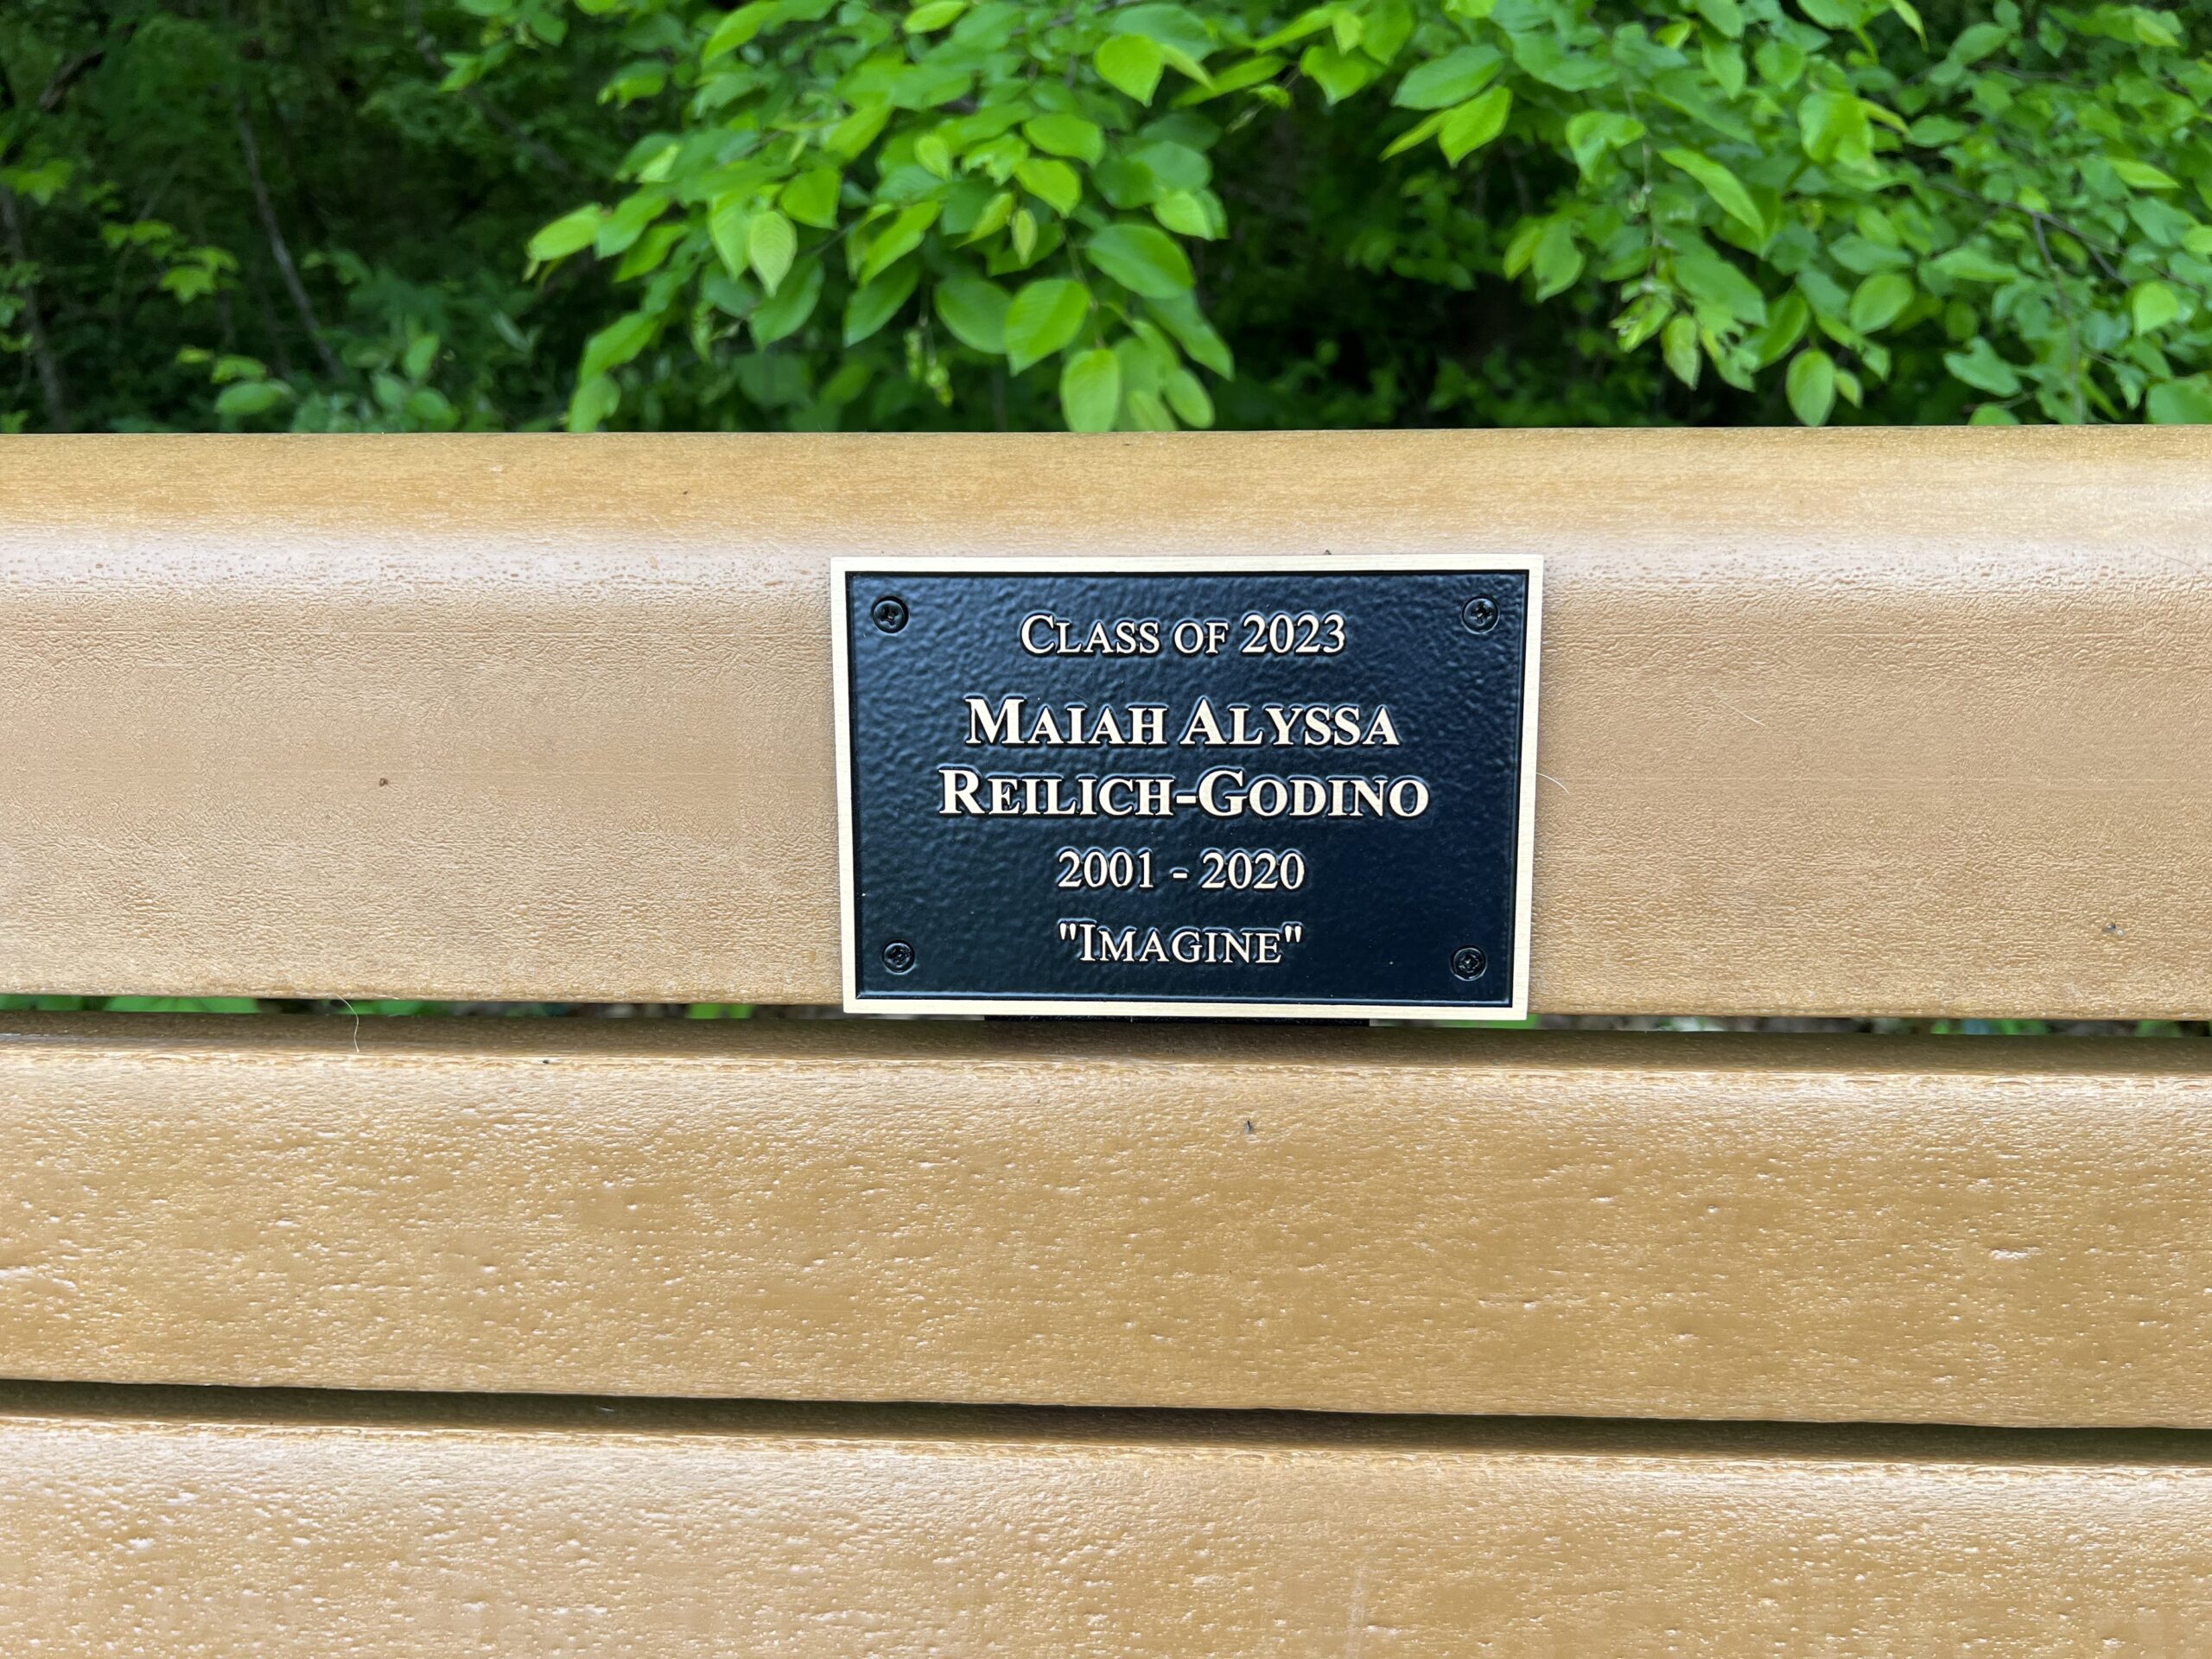 CLASS OF 2023
MAIAH ALYSSA
REILICH-GODINO
2001 - 2020
"IMAGINE"